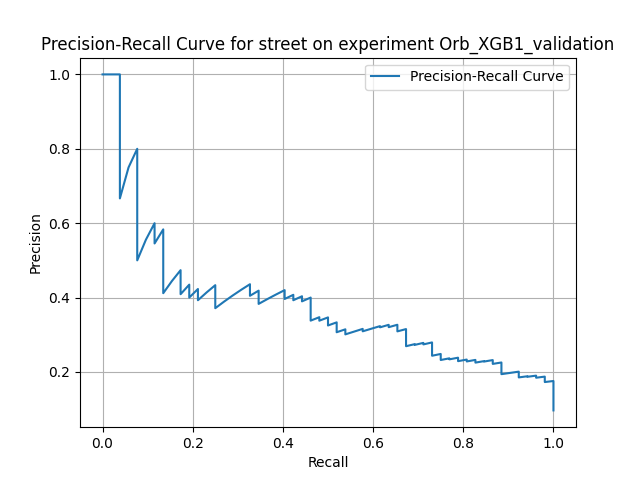 Precision-Recall Curve for street on experiment Orb_XGB1_validation
Precision-Recall Curve
1.0
0.8
0.6
0.4
0.2
Precision
0.0 0.2 0.4 0.6 0.8 1.0
Recall